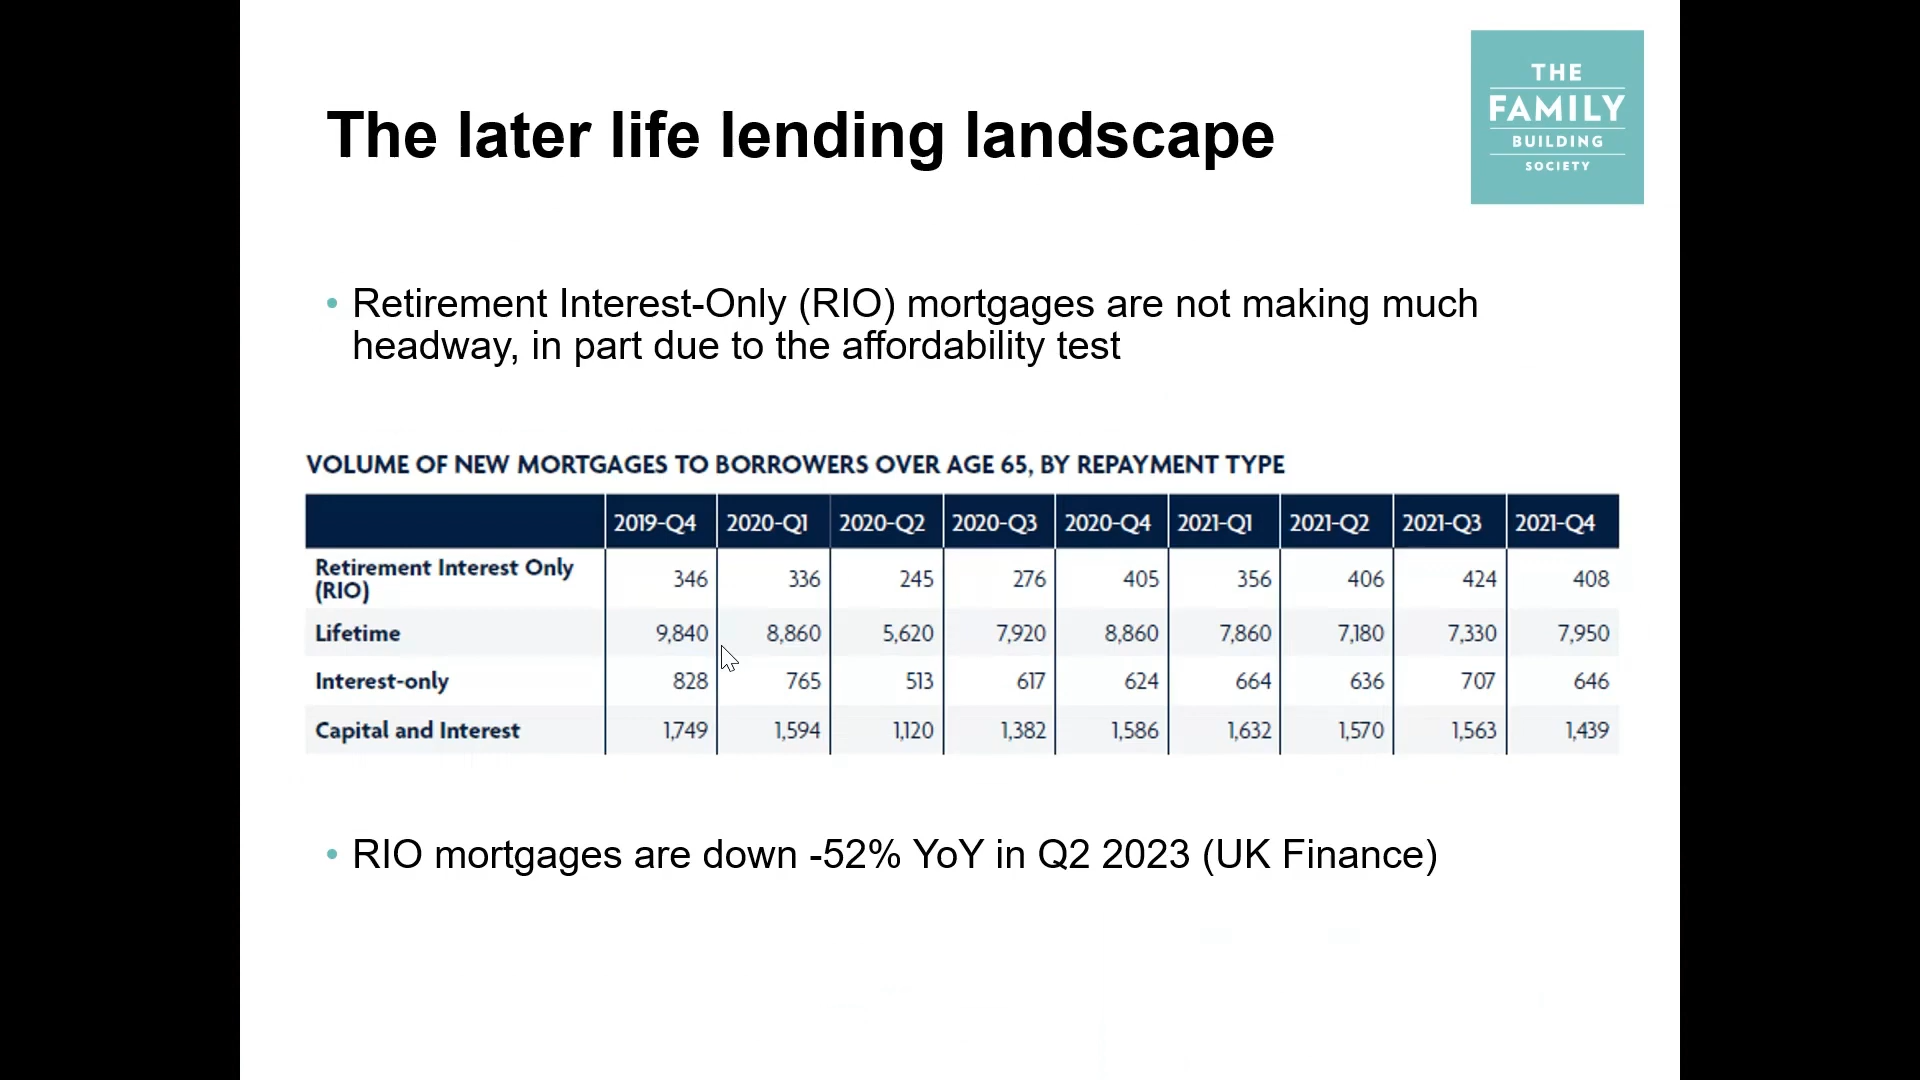 THE
FAMILY
BUILDING
SOCIETY
The later life lending landscape
• Retirement Interest-Only (RIO) mortgages are not making much
headway, in part due to the affordability test
VOLUME OF NEW MORTGAGES TO BORROWERS OVER AGE 65, BY REPAYMENT TYPE
2019-Q4 2020-Q1 2020-Q2 2020-Q3 2020-Q4 2021-Q1 2021-Q2 2021-Q3 2021-Q4
Retirement Interest Only
(RIO) 346 336 245 276 405 356 406 424 408
Lifetime 9,840 8,860 5,620 7,920 8,860 7,860 7,180 7,330 7,950
Interest-only 828 765 513 617 624 664 636 707 646
Capital and Interest 1,749 1,594 1,120 1,382 1,586 1,632 1,570 1,563 1,439
• RIO mortgages are down -52% YoY in Q2 2023 (UK Finance)